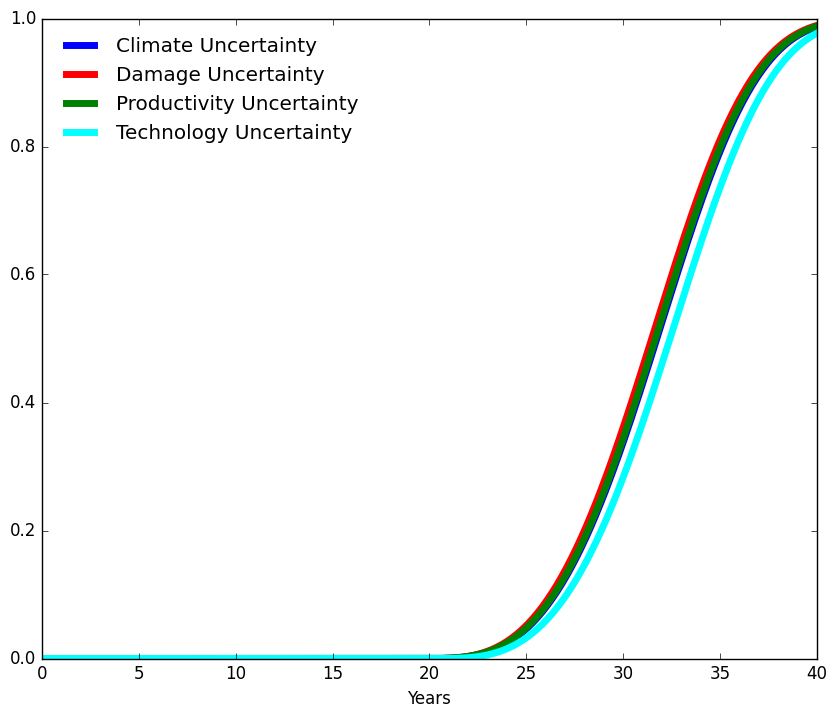 1.0
Climate Uncertainty
Damage Uncertainty
Productivity Uncertainty
Technology Uncertainty
0.8
0.6
0.4
0.2
0.0
0 5 10 15 20 25 30 35 40
Years